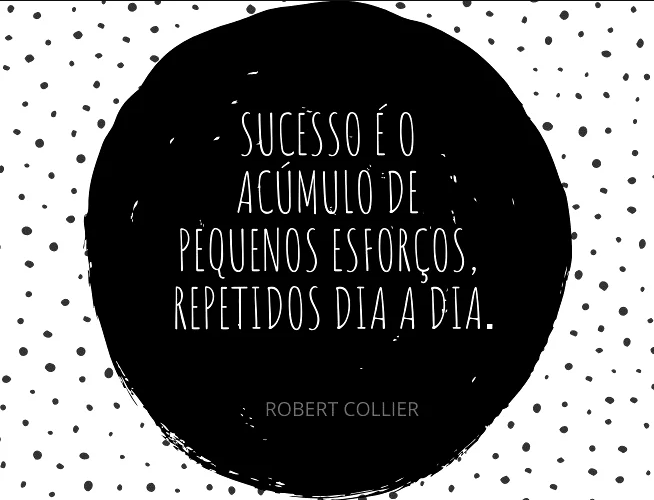 SUCESSO É O
ACÚMULO DE
PEQUENOS ESFORÇOS,
REPETIDOS DIA A DIA.
ROBERT COLLIER